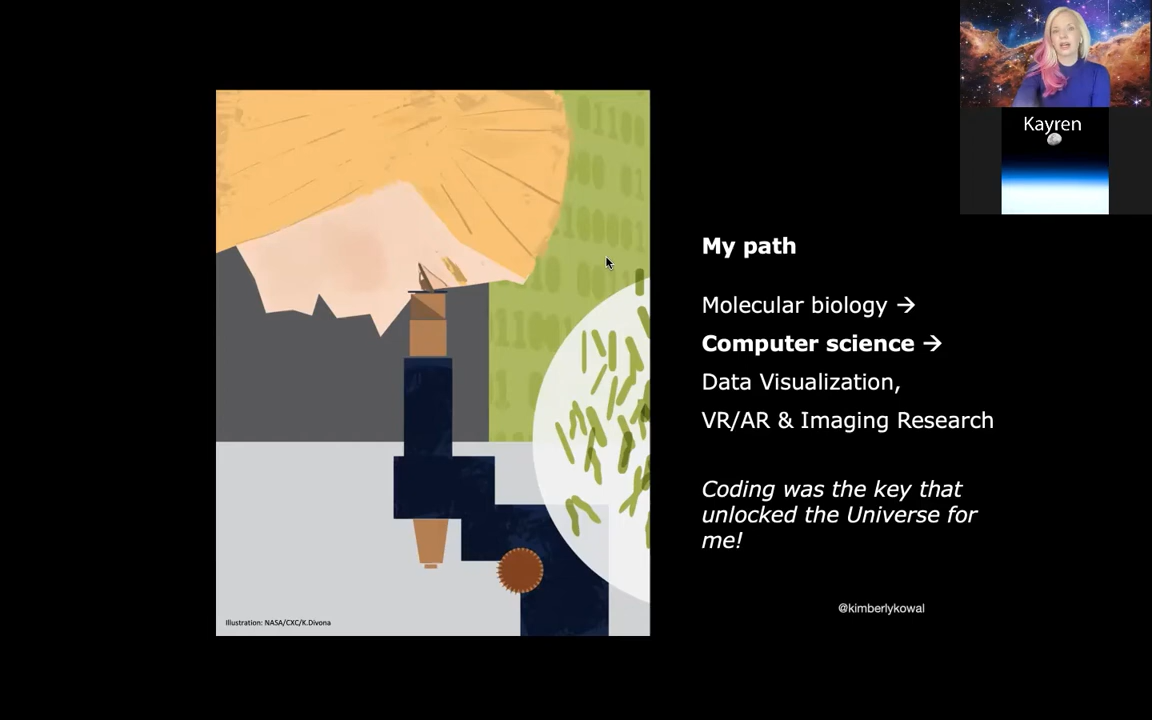 Kayren
My path
Molecular biology →
Computer science →
Data Visualization,
VR/AR & Imaging Research
Coding was the key that
unlocked the Universe for
me!
@kimberlykowal
Illustration: NASA/CXC/K.Divona